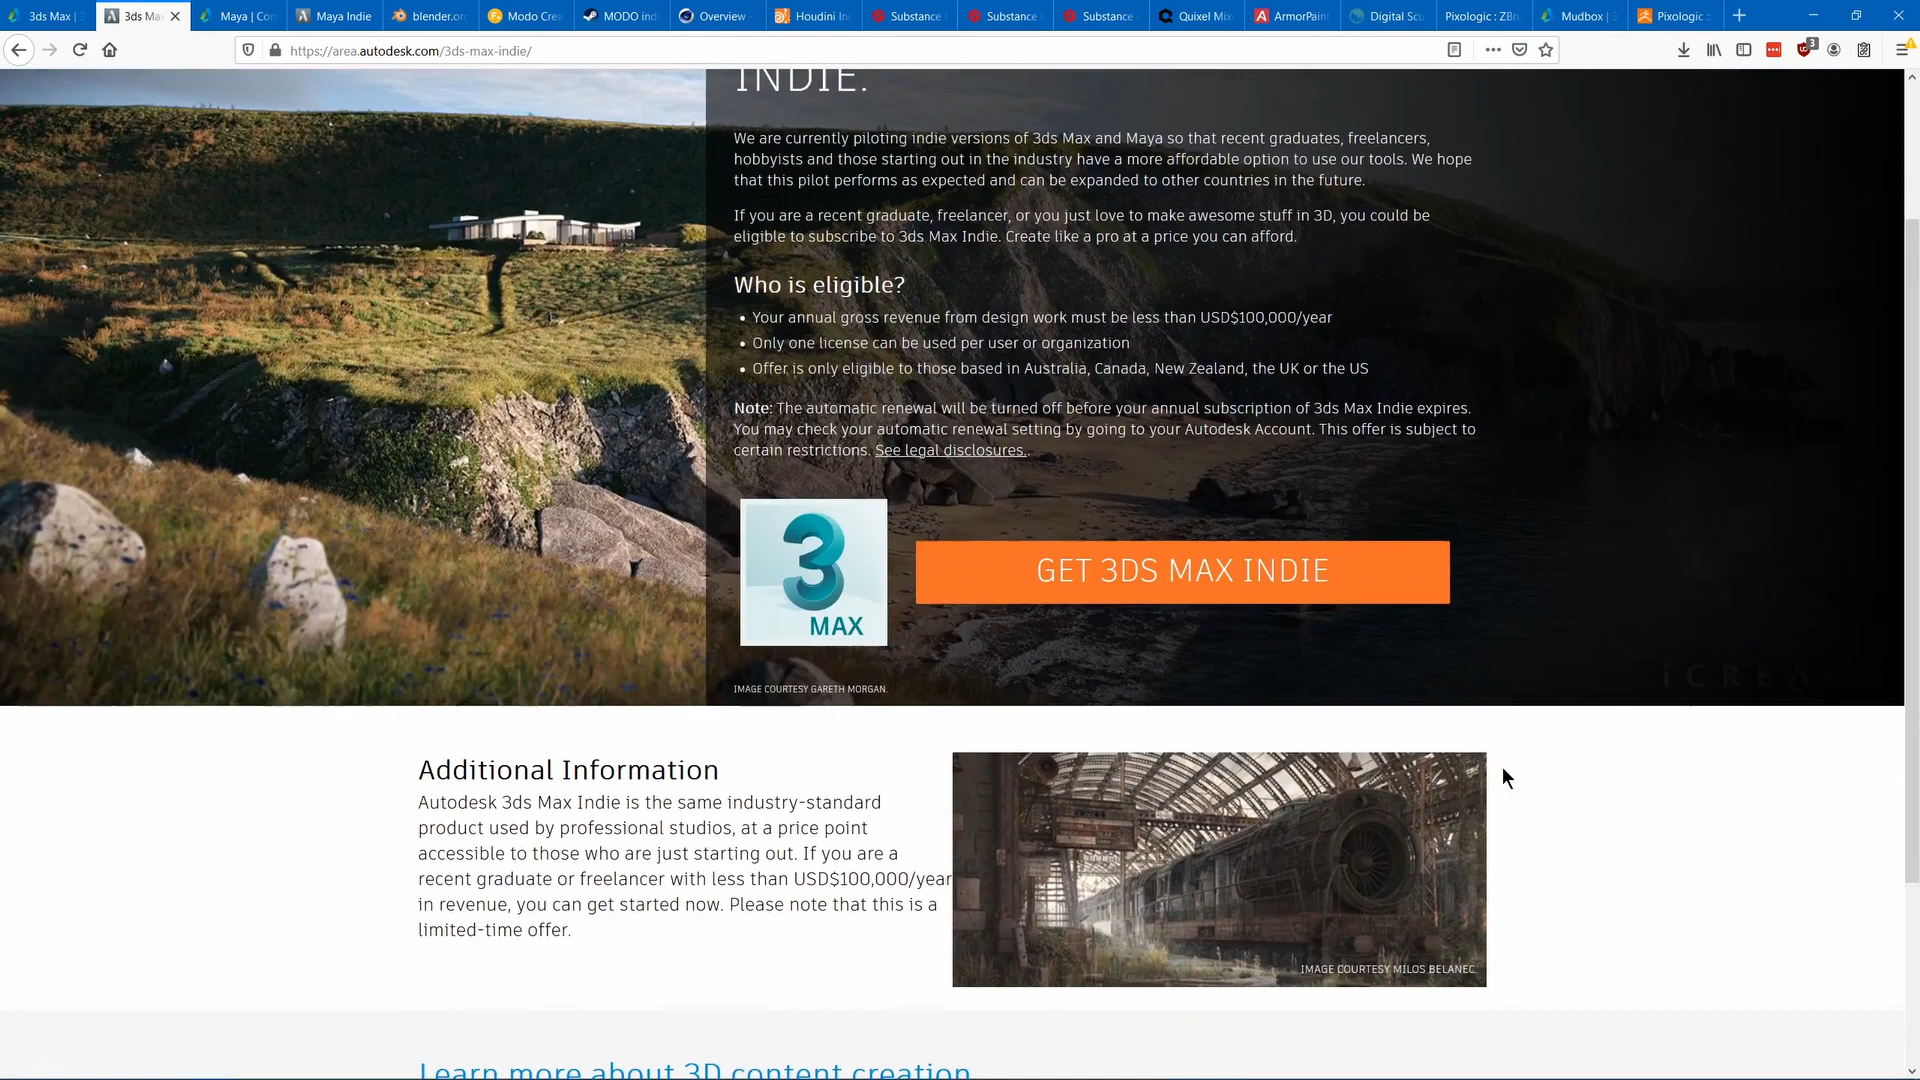 3ds Max | 3
3ds Max
Maya | Com
Maya Indie
blender.org
Modo Crea
MODO indi
Overview -
Houdini In
Substance
Substance
Substance
Quixel Mix
ArmorPaint
Digital Scu
Pixologic : ZBr
Mudbox | 3
Pixologic ::
https://area.autodesk.com/3ds-max-indie/
3
INDIE.
We are currently piloting indie versions of 3ds Max and Maya so that recent graduates, freelancers,
hobbyists and those starting out in the industry have a more affordable option to use our tools. We hope
that this pilot performs as expected and can be expanded to other countries in the future.
If you are a recent graduate, freelancer, or you just love to make awesome stuff in 3D, you could be
eligible to subscribe to 3ds Max Indie. Create like a pro at a price you can afford.
Who is eligible?
• Your annual gross revenue from design work must be less than USD$100,000/year
• Only one license can be used per user or organization
• Offer is only eligible to those based in Australia, Canada, New Zealand, the UK or the US
Note: The automatic renewal will be turned off before your annual subscription of 3ds Max Indie expires.
You may check your automatic renewal setting by going to your Autodesk Account. This offer is subject to
certain restrictions. See legal disclosures..
3
MAX
GET 3DS MAX INDIE
iCREA
IMAGE COURTESY GARETH MORGAN.
Additional Information
Autodesk 3ds Max Indie is the same industry-standard
product used by professional studios, at a price point
accessible to those who are just starting out. If you are a
recent graduate or freelancer with less than USD$100,000/year
in revenue, you can get started now. Please note that this is a
limited-time offer.
IMAGE COURTESY MILOS BELANEC.
Learn more about 3D content creation